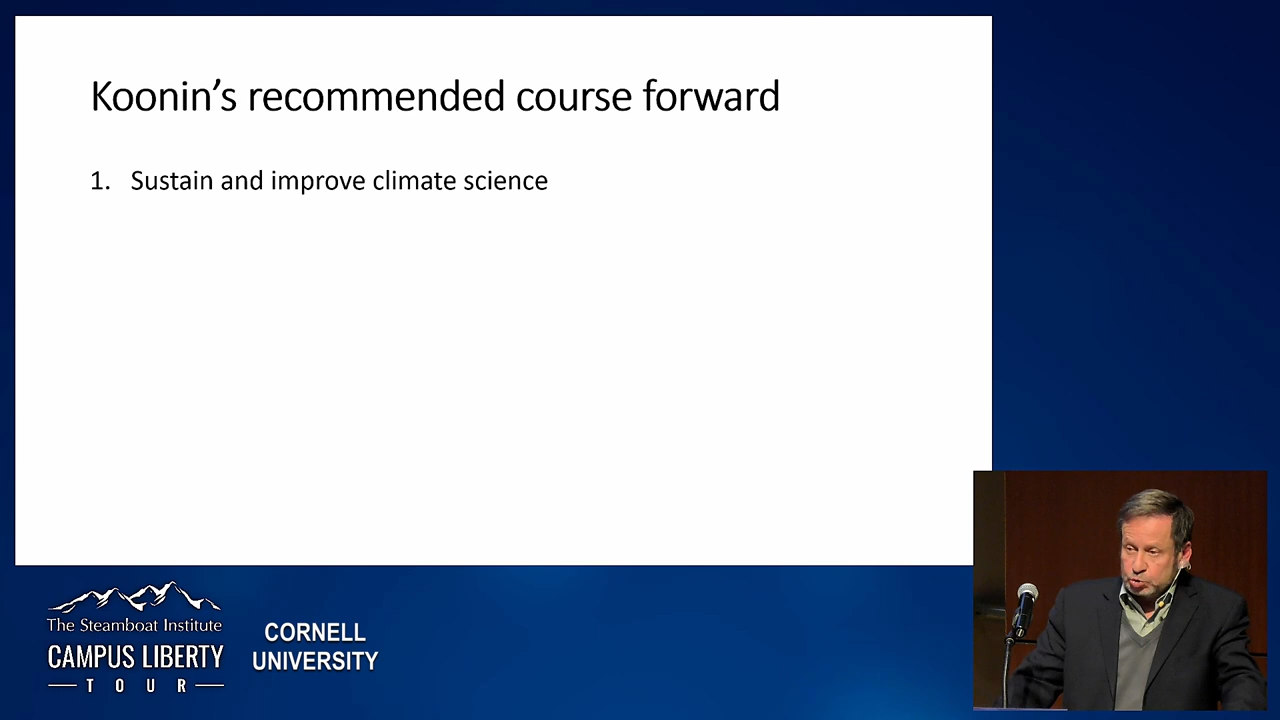 Koonin’s recommended course forward
1. Sustain and improve climate science
The Steamboat Institute
CAMPUS LIBERTY
TOUR
CORNELL
UNIVERSITY